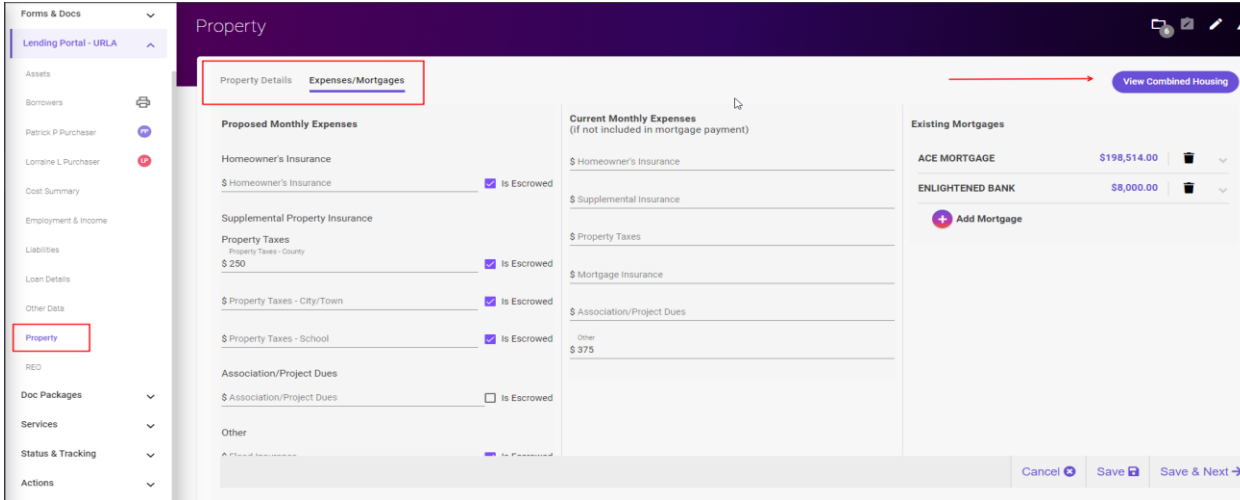 Forms & Docs
Lending Portal - URLA
Assets
Borrowers
Patrick P Purchaser PP
Lorraine L Purchaser LP
Cost Summary
Employment & Income
Liabilities
Loan Details
Other Data
Property
REO
Doc Packages
Services
Status & Tracking
Actions
Property
6
Property Details Expenses/Mortgages
View Combined Housing
Proposed Monthly Expenses
Homeowner's Insurance
$ Homeowner's Insurance Is Escrowed
Supplemental Property Insurance
Property Taxes
Property Taxes - County
$ 250 Is Escrowed
$ Property Taxes - City/Town Is Escrowed
$ Property Taxes - School Is Escrowed
Association/Project Dues
$ Association/Project Dues Is Escrowed
Other
$ Flood Insurance Is Escrowed
Current Monthly Expenses
(if not included in mortgage payment)
$ Homeowner's Insurance
$ Supplemental Insurance
$ Property Taxes
$ Mortgage Insurance
$ Association/Project Dues
Other
$ 375
Existing Mortgages
ACE MORTGAGE $198,514.00
ENLIGHTENED BANK $8,000.00
Add Mortgage
Cancel Save Save & Next